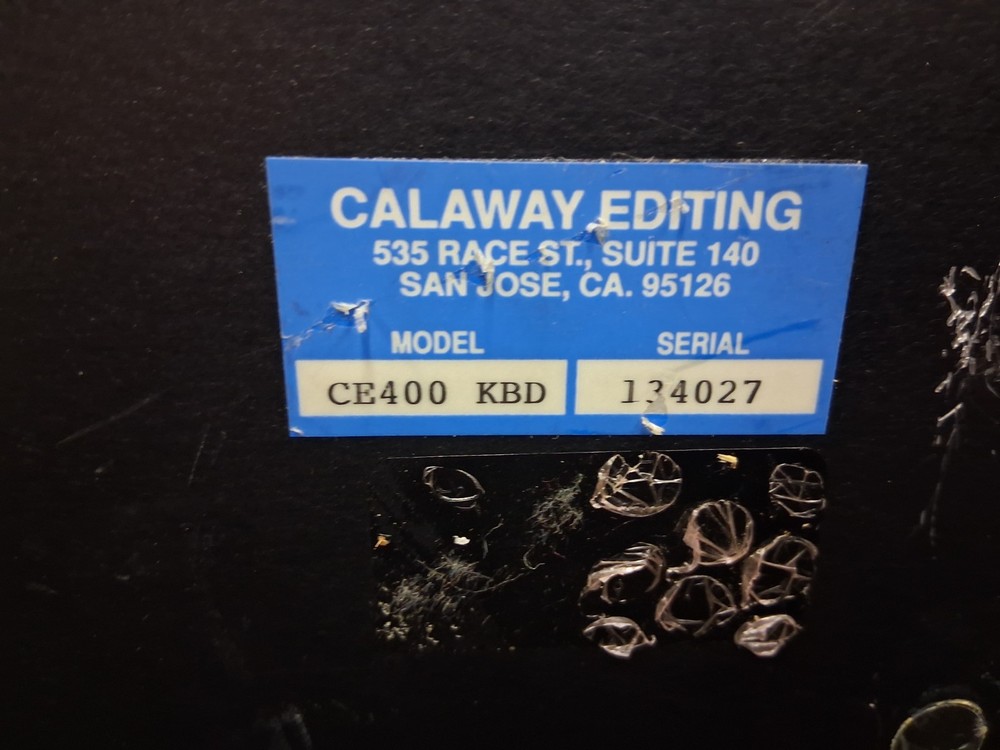 CALAWAY EDITING
535 RACE ST., SUITE 140
SAN JOSE, CA. 95126
MODEL SERIAL
CE400 KBD 134027